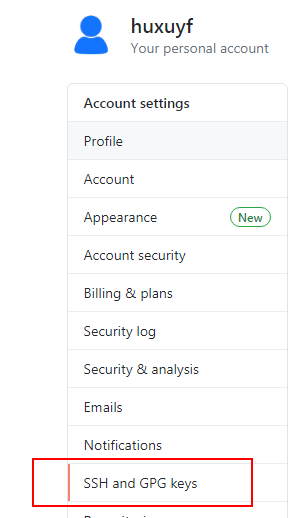 huxuyf
Your personal account
Account settings
Profile
Account
Appearance New
Account security
Billing & plans
Security log
Security & analysis
Emails
Notifications
SSH and GPG keys